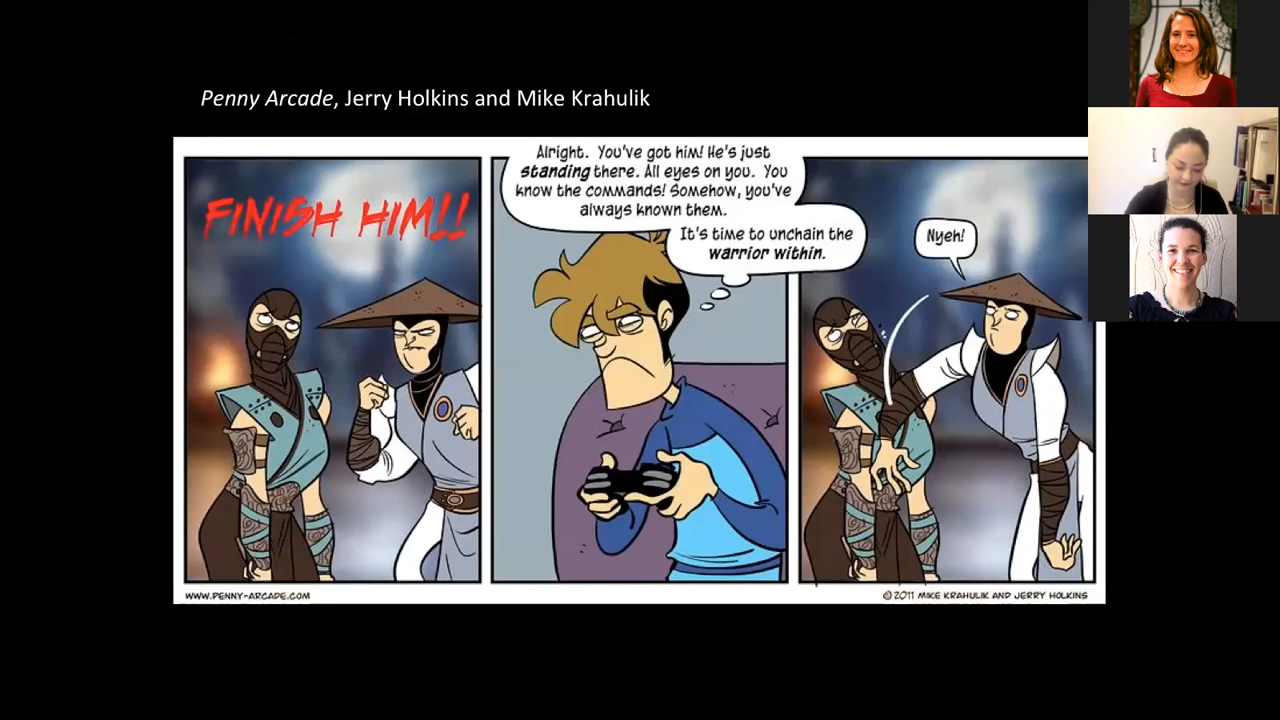 Penny Arcade, Jerry Holkins and Mike Krahulik
FINISH HIM!!
Alright. You've got him! He's just
standing there. All eyes on you. You
know the commands! Somehow, you've
always known them.
It's time to unchain the
warrior within.
Nyeh!
WWW.PENNY-ARCADE.COM
© 2011 MIKE KRAHULIK AND JERRY HOLKINS